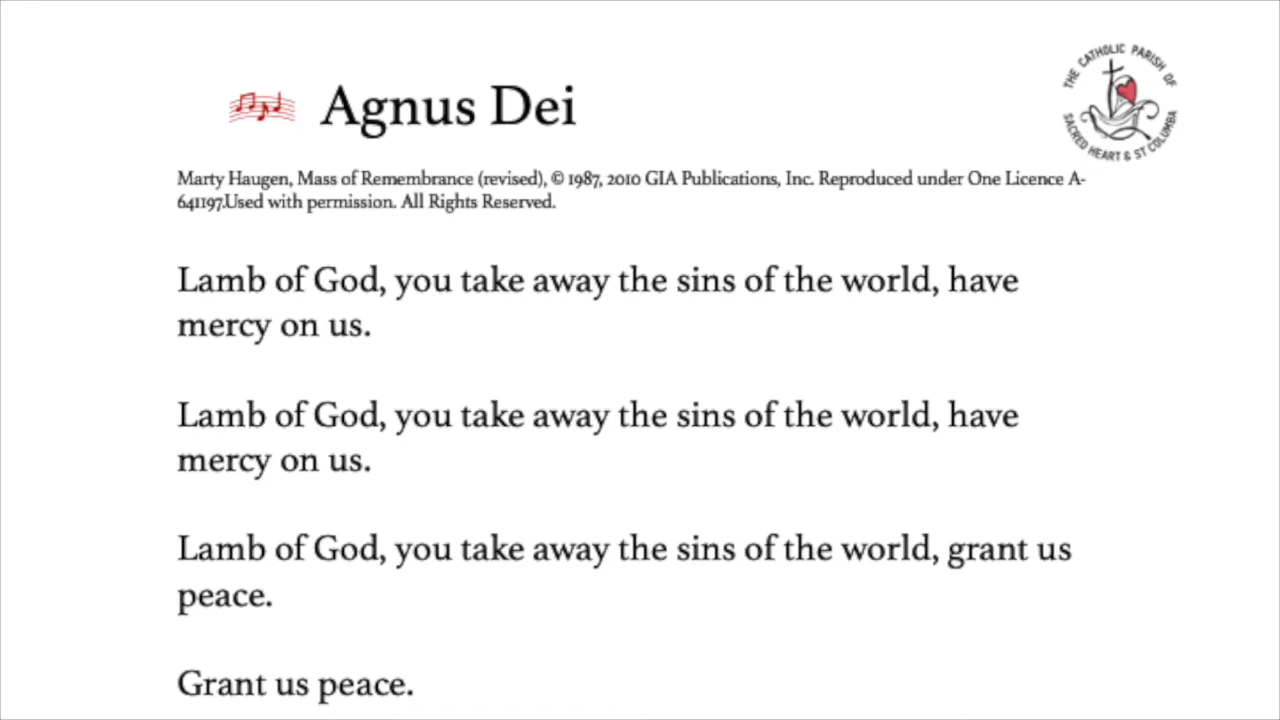 THE CATHOLIC PARISH OF
SACRED HEART & ST COLUMBA
Agnus Dei
Marty Haugen, Mass of Remembrance (revised), © 1987, 2010 GIA Publications, Inc. Reproduced under One Licence A-
641197.Used with permission. All Rights Reserved.
Lamb of God, you take away the sins of the world, have
mercy on us.
Lamb of God, you take away the sins of the world, have
mercy on us.
Lamb of God, you take away the sins of the world, grant us
peace.
Grant us peace.